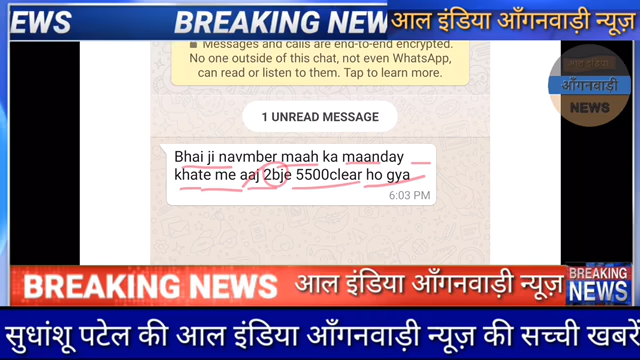 EWS
BREAKING NEWS
आल इंडिया आँगनवाड़ी न्यूज़
Messages and calls are end-to-end encrypted.
No one outside of this chat, not even WhatsApp,
can read or listen to them. Tap to learn more.
आल इंडिया
आँगनवाड़ी
NEWS
1 UNREAD MESSAGE
Bhai ji navmber maah ka maanday
khate me aaj 2bje 5500clear ho gya
6:03 PM
BREAKING NEWS
आल इंडिया आँगनवाड़ी न्यूज़
BREAKING
NEWS
सुधांशू पटेल की आल इंडिया आँगनवाड़ी न्यूज़ की सच्ची खबरें